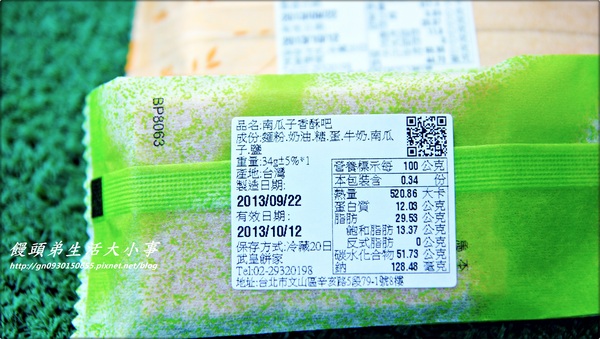 BP8063
品名:南瓜子香酥吧
成份:麵粉.奶油.糖.蛋.牛奶.南瓜
子.鹽
重量:34g±5%*1
產地:台灣
製造日期:
2013/09/22
有效日期:
2013/10/12
保存方式:冷藏20日
武皇餅家
Tel:02-29320198
地址:台北市文山區辛亥路5段79-1號8樓
營養標示每 100 公克
本包裝含 0.34 份
熱量 520.86 大卡
蛋白質 12.03 公克
脂肪 29.53 公克
飽和脂肪 13.37 公克
反式脂肪 0 公克
碳水化合物 51.73 公克
鈉 128.48 毫克
饅頭弟生活大小事
http://gn0930150855.pixnet.net/blog